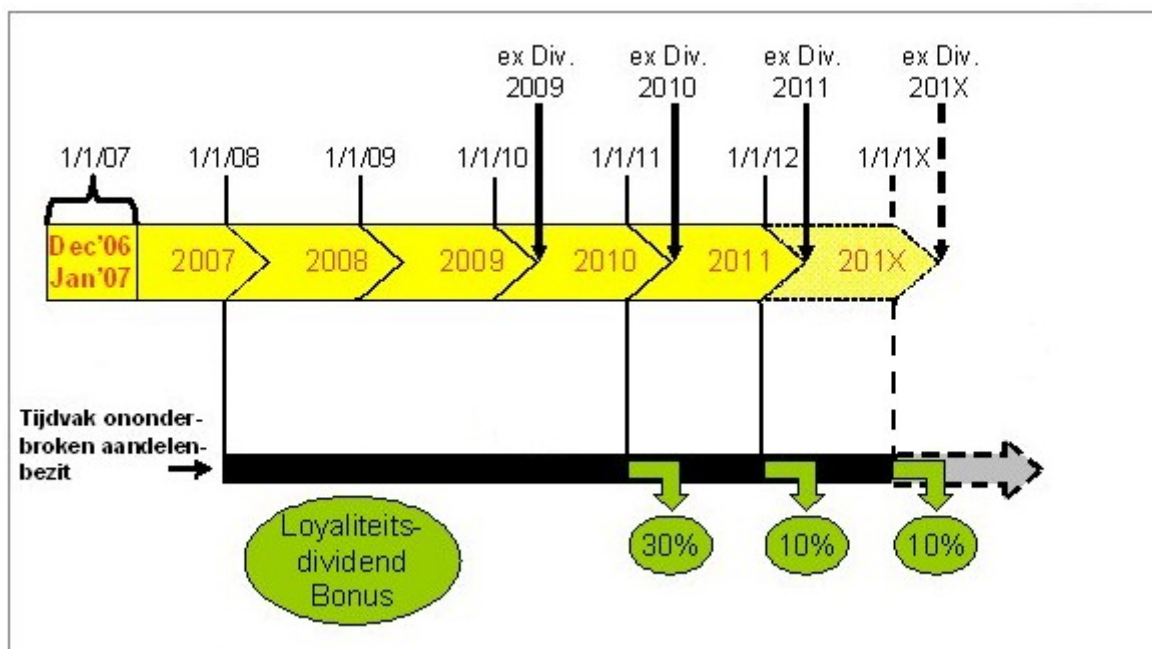 ex Div.
2009
ex Div.
2010
ex Div.
2011
ex Div.
201X
1/1/07
1/1/08
1/1/09
1/1/10
1/1/11
1/1/12
1/1/1X
Dec'06
Jan'07
2007
2008
2009
2010
2011
201X
Tijdvak ononder-
broken aandelen-
bezit
Loyaliteits-
dividend
Bonus
30%
10%
10%